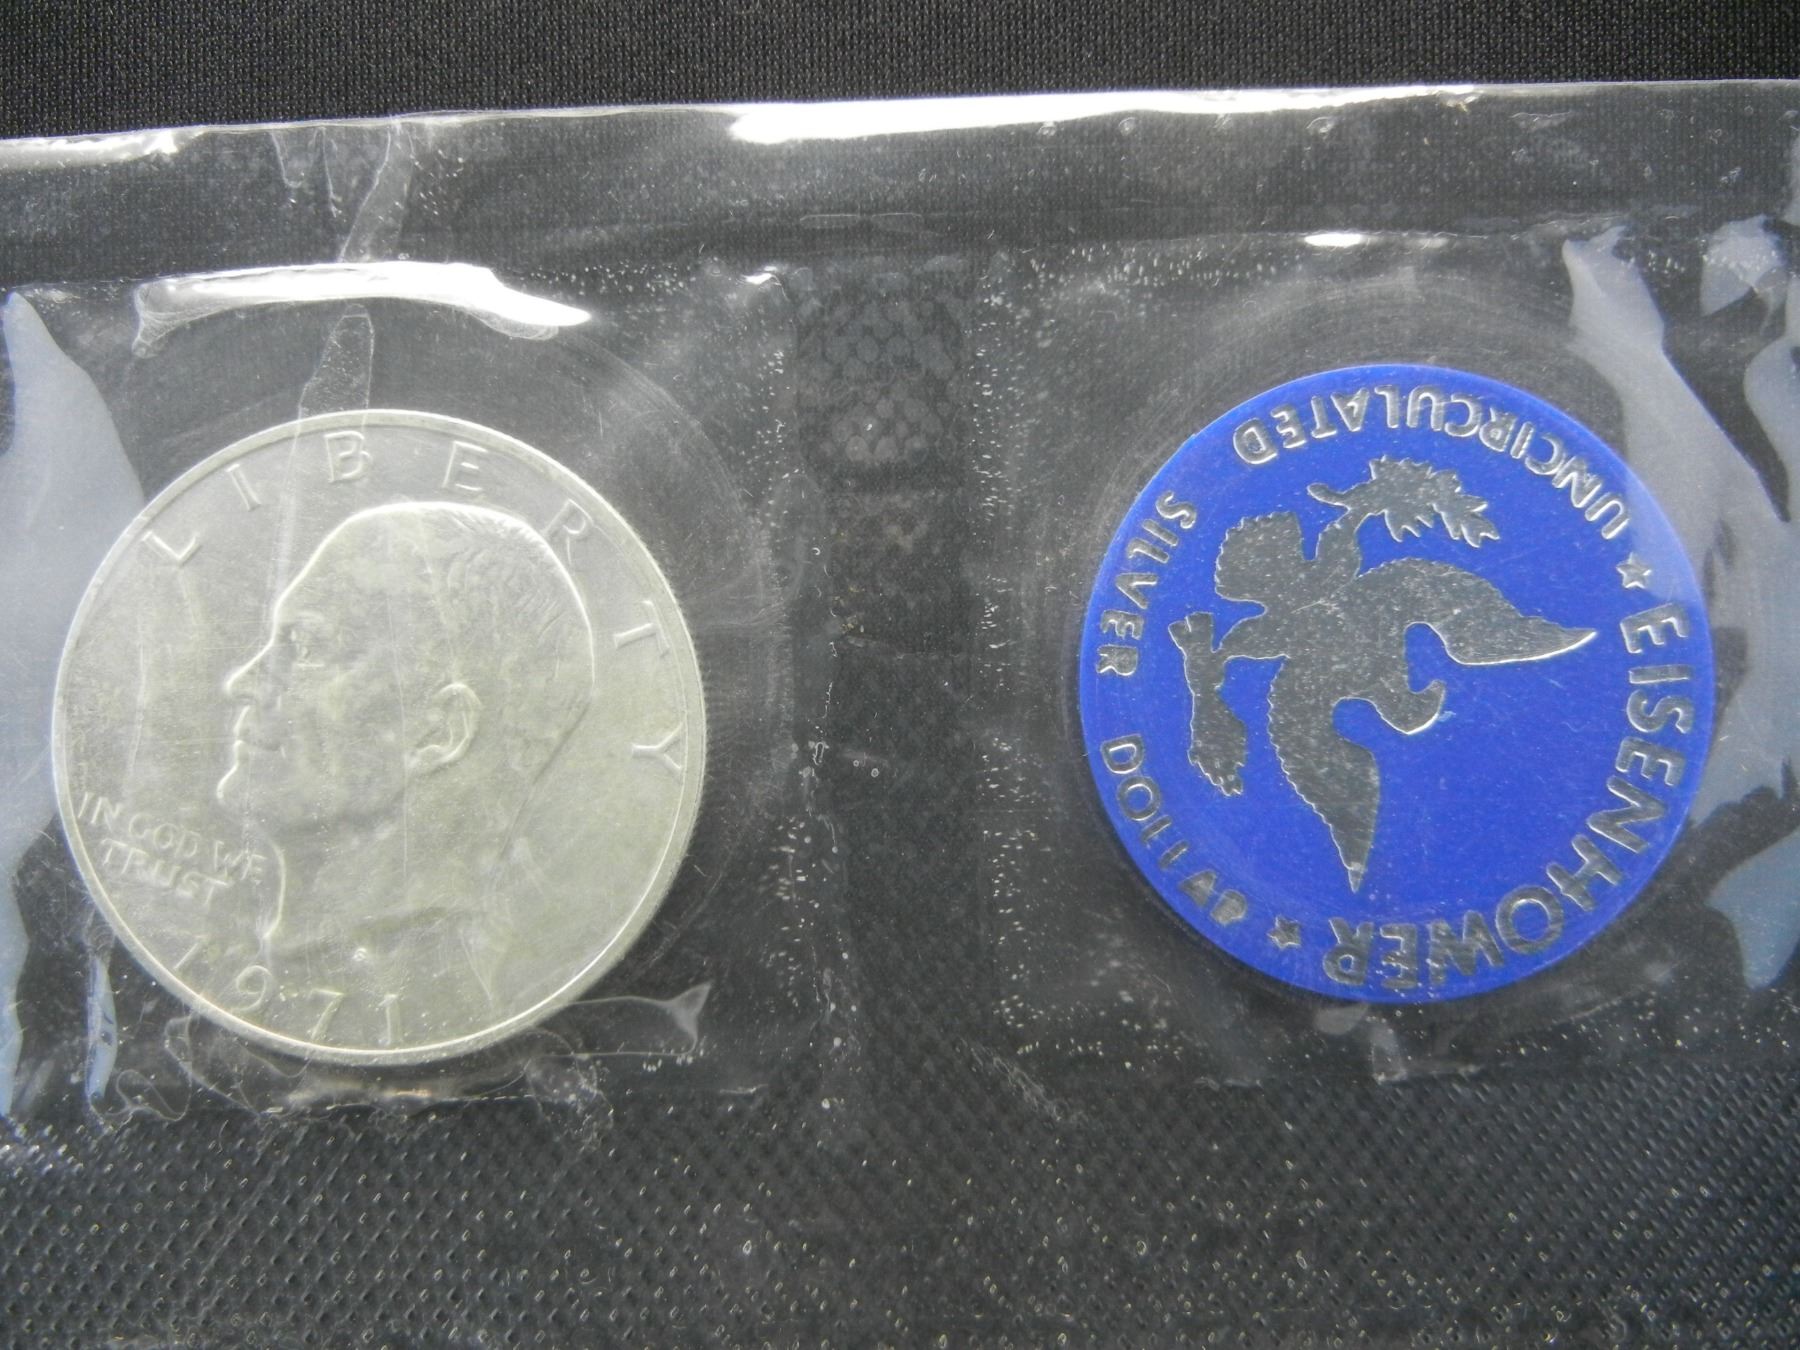 LIBERTY
IN GOD WE
TRUST
1971
EISENHOWER
UNCIRCULATED
SILVER DOLLAR